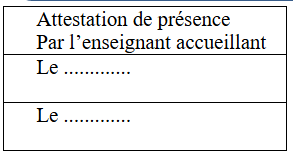 Attestation de présence
Par l’enseignant accueillant
Le .............
Le .............